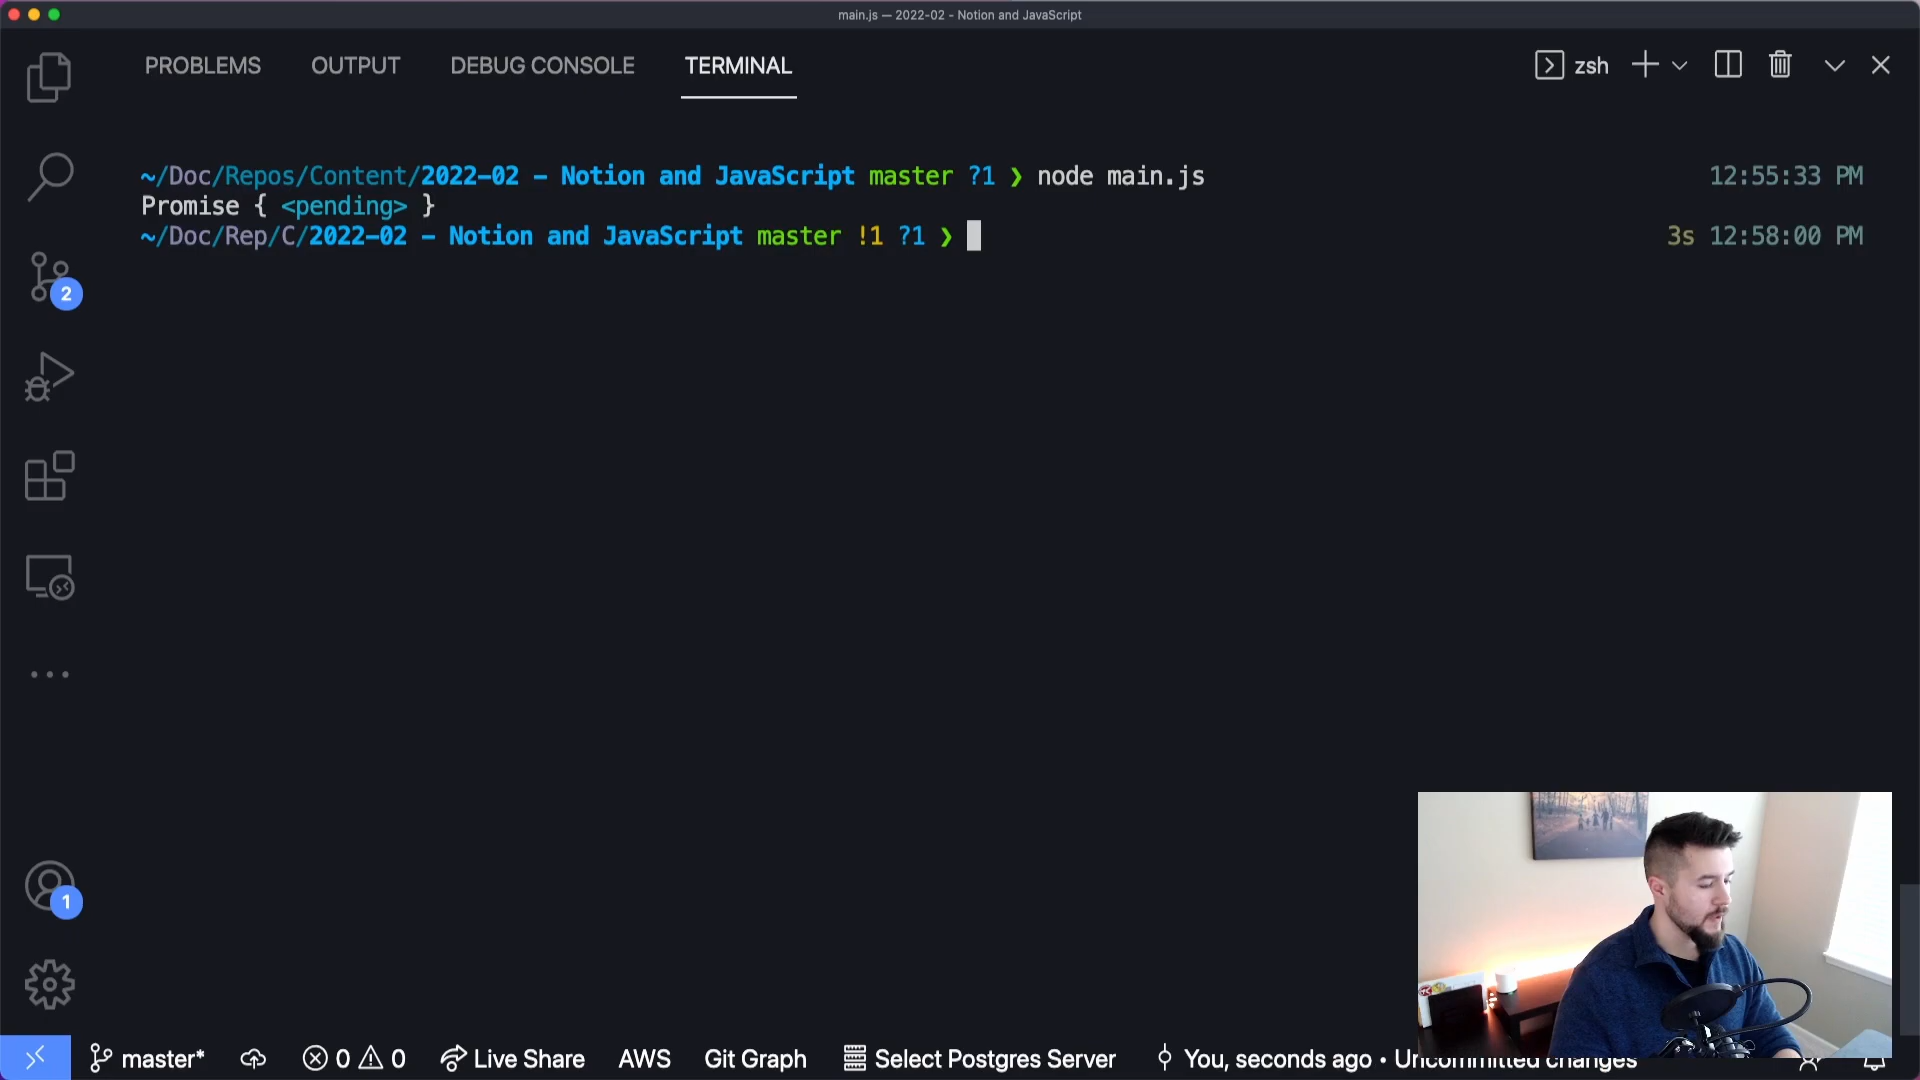 main.js — 2022-02 - Notion and JavaScript
PROBLEMS OUTPUT DEBUG CONSOLE TERMINAL zsh
~/Doc/Repos/Content/2022-02 - Notion and JavaScript master ?1 ❯ node main.js 12:55:33 PM
Promise { <pending> }
~/Doc/Rep/C/2022-02 - Notion and JavaScript master !1 ?1 ❯ 3s 12:58:00 PM
2
1
master* 0 0 Live Share AWS Git Graph Select Postgres Server You, seconds ago • Uncommitted changes